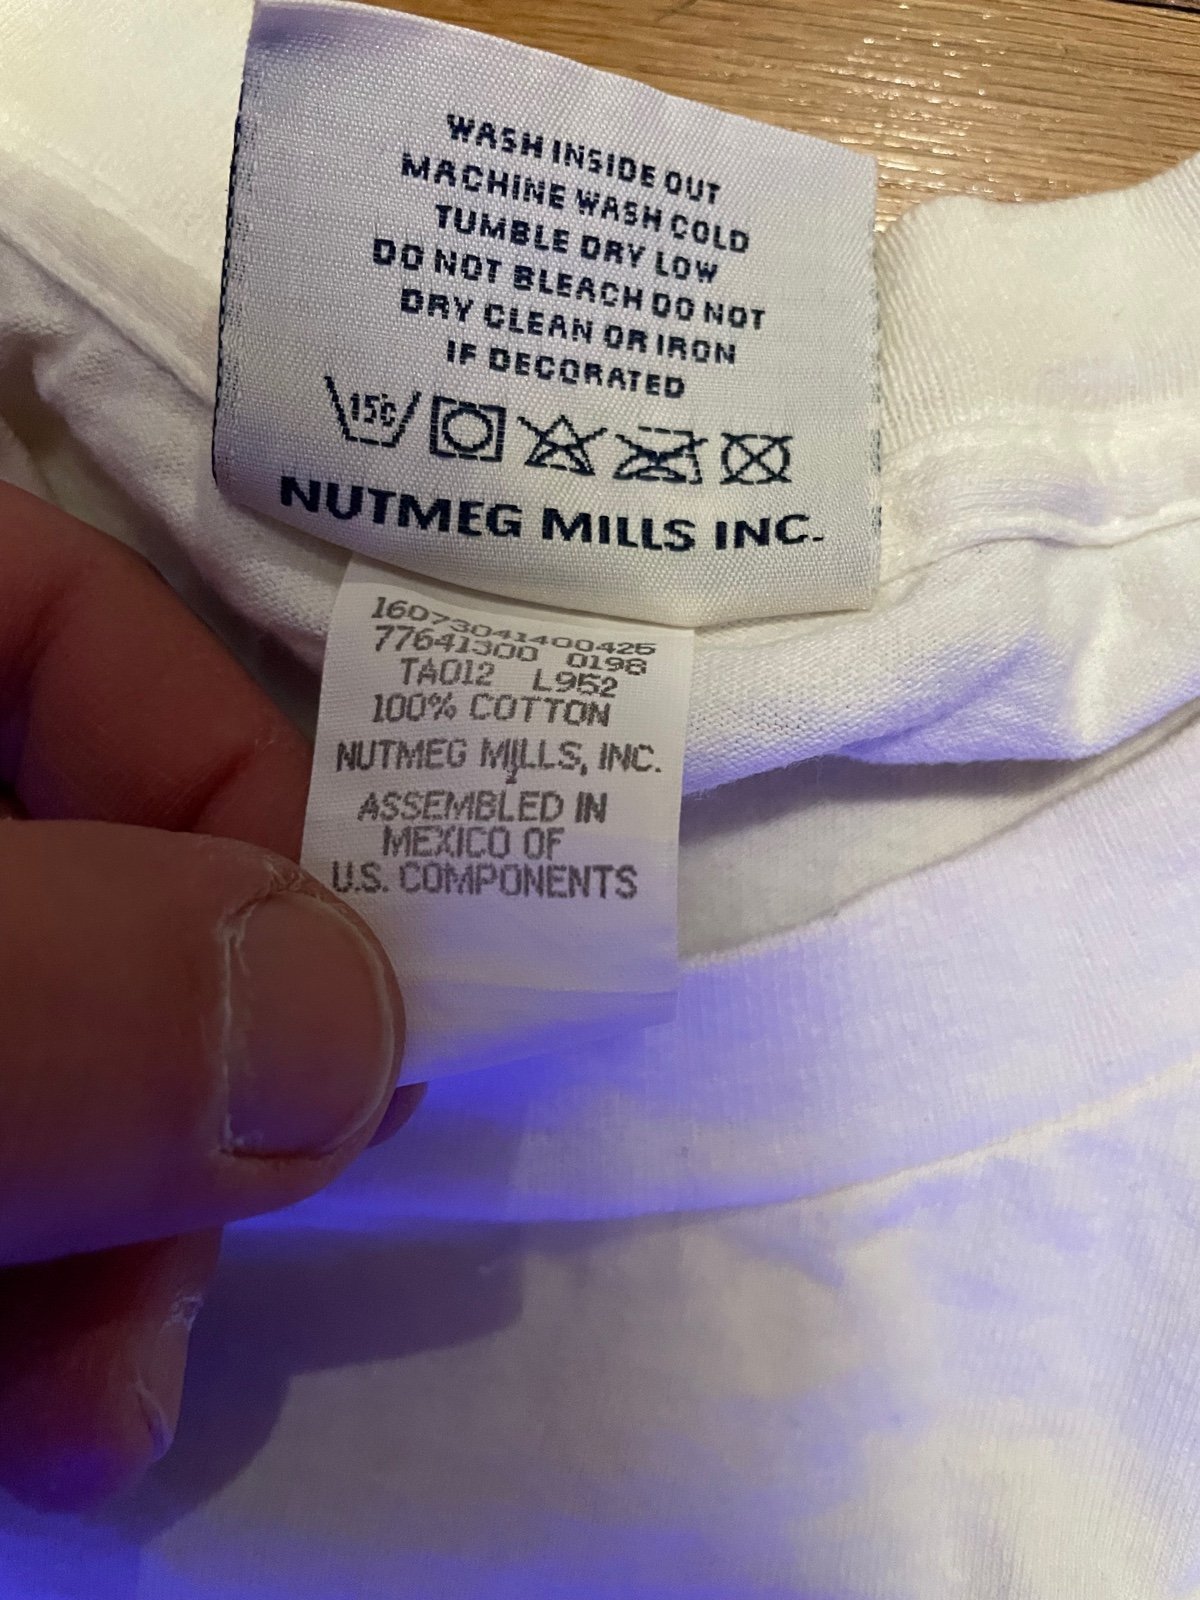 WASH INSIDE OUT
MACHINE WASH COLD
TUMBLE DRY LOW
DO NOT BLEACH DO NOT
DRY CLEAN OR IRON
IF DECORATED
15c
NUTMEG MILLS INC.
16073041400425
77641300 0198
TA012 L952
100% COTTON
NUTMEG MILLS, INC.
ASSEMBLED IN
MEXICO OF
U.S. COMPONENTS